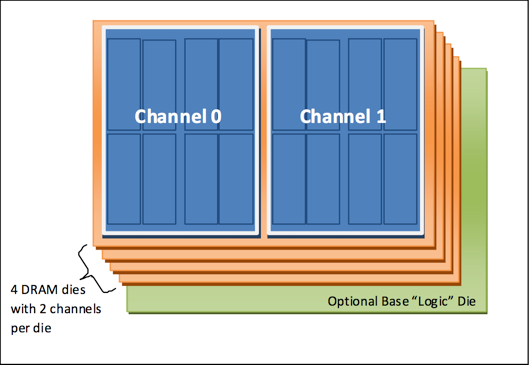 Channel 0
Channel 1
4 DRAM dies
with 2 channels
per die
Optional Base “Logic” Die